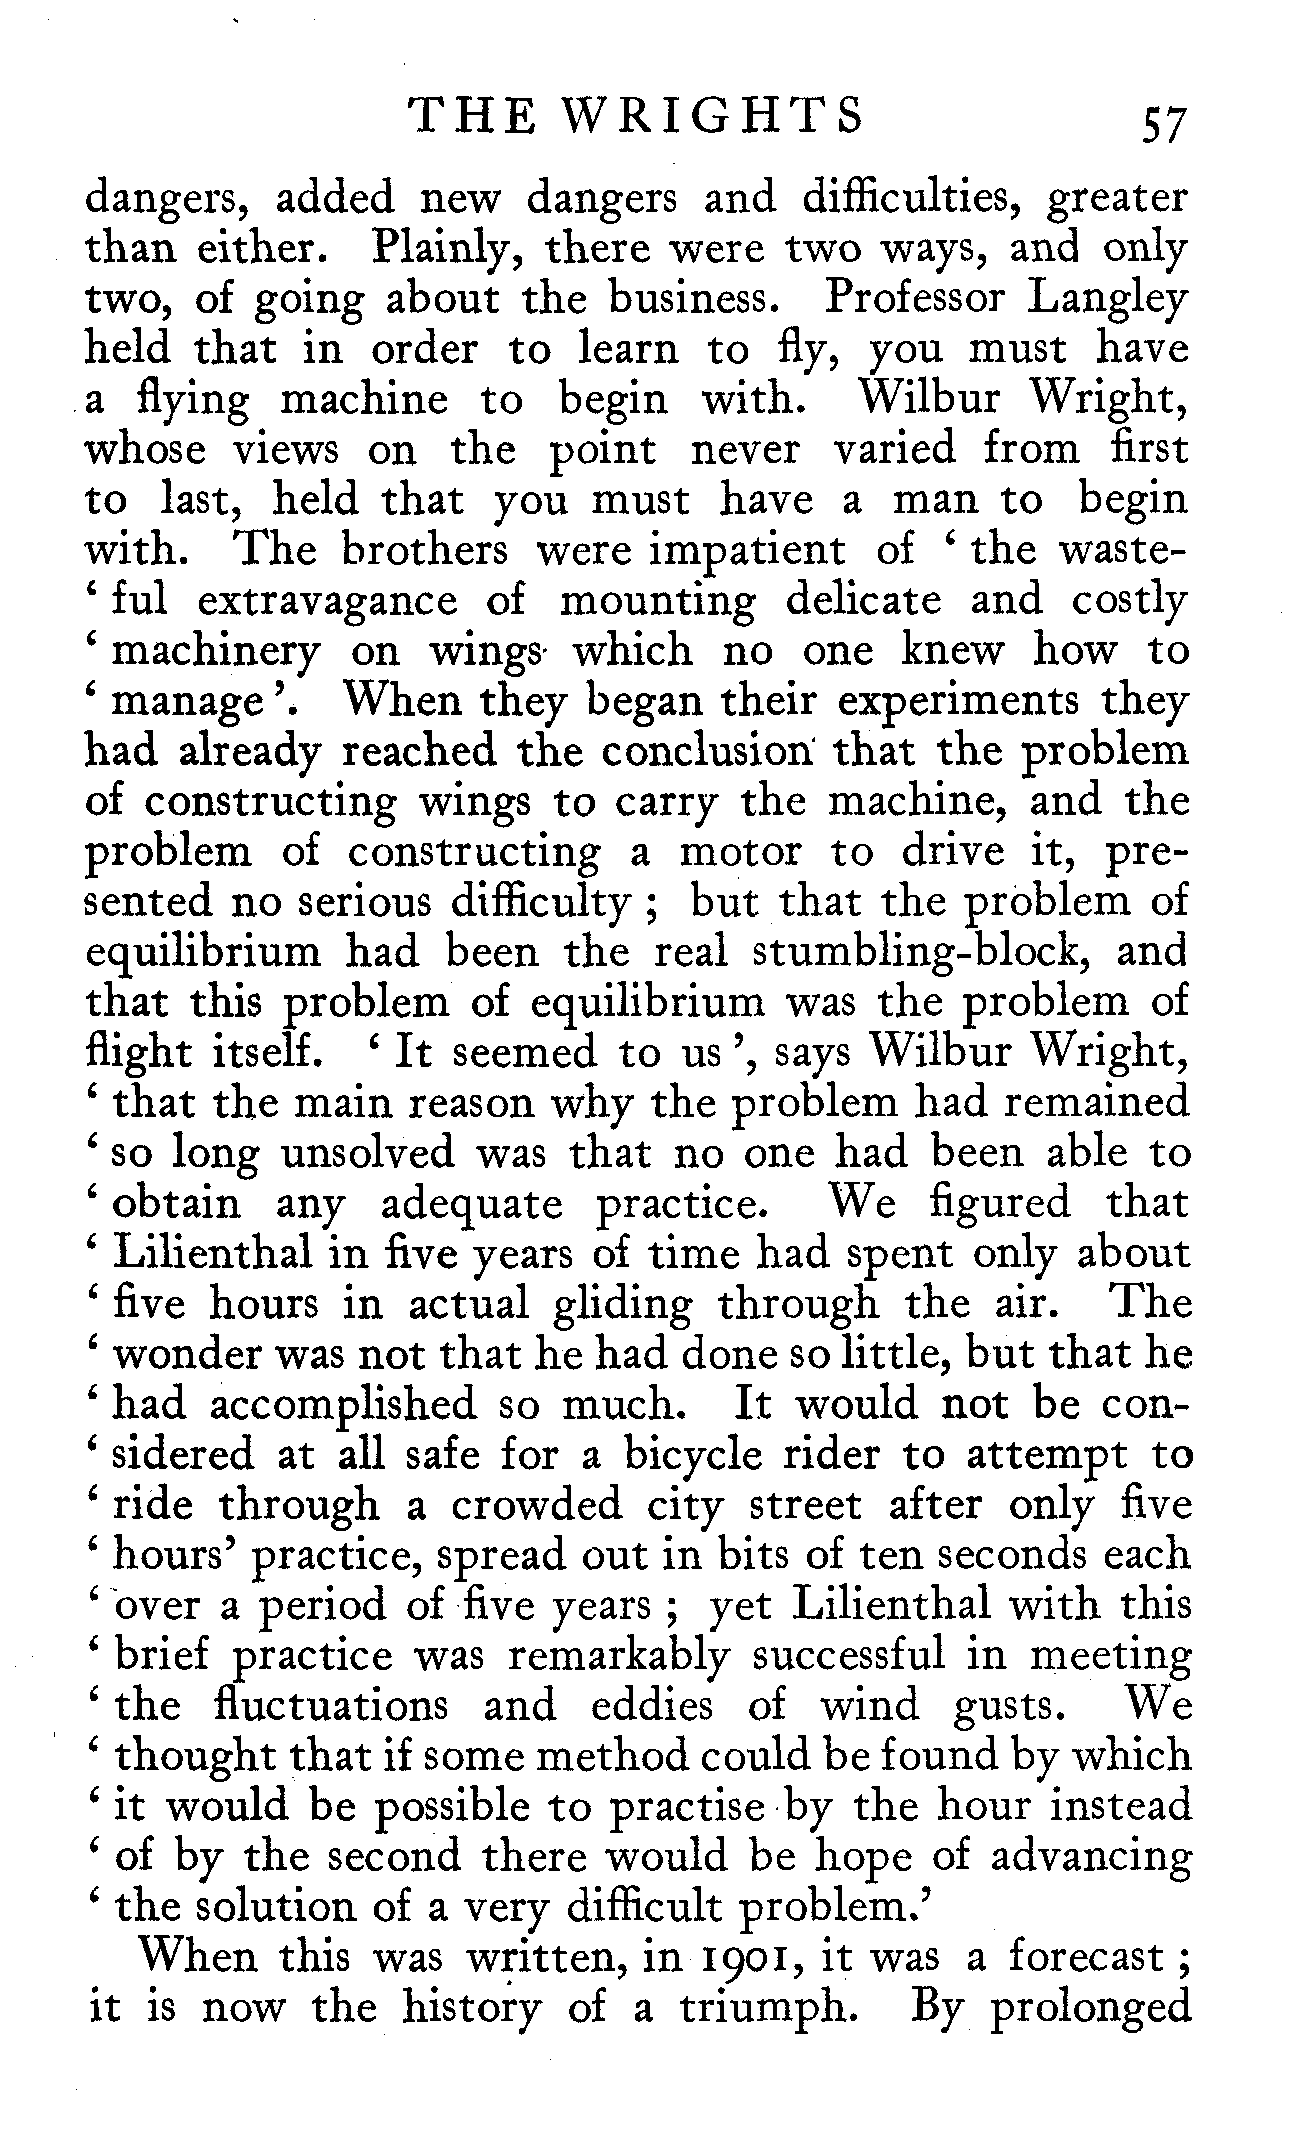 THE WRIGHTS 57
dangers, added new dangers and difficulties, greater
than either. Plainly, there were two ways, and only
two, of going about the business. Professor Langley
held that in order to learn to fly, you must have
a flying machine to begin with. Wilbur Wright,
whose views on the point never varied from first
to last, held that you must have a man to begin
with. The brothers were impatient of ‘ the waste-
‘ ful extravagance of mounting delicate and costly
‘ machinery on wings which no one knew how to
‘ manage ’. When they began their experiments they
had already reached the conclusion that the problem
of constructing wings to carry the machine, and the
problem of constructing a motor to drive it, pre-
sented no serious difficulty ; but that the problem of
equilibrium had been the real stumbling-block, and
that this problem of equilibrium was the problem of
flight itself. ‘ It seemed to us ’, says Wilbur Wright,
‘ that the main reason why the problem had remained
‘ so long unsolved was that no one had been able to
‘ obtain any adequate practice. We figured that
‘ Lilienthal in five years of time had spent only about
‘ five hours in actual gliding through the air. The
‘ wonder was not that he had done so little, but that he
‘ had accomplished so much. It would not be con-
‘ sidered at all safe for a bicycle rider to attempt to
‘ ride through a crowded city street after only five
‘ hours’ practice, spread out in bits of ten seconds each
‘ over a period of five years ; yet Lilienthal with this
‘ brief practice was remarkably successful in meeting
‘ the fluctuations and eddies of wind gusts. We
‘ thought that if some method could be found by which
‘ it would be possible to practise by the hour instead
‘ of by the second there would be hope of advancing
‘ the solution of a very difficult problem.’
When this was written, in 1901, it was a forecast ;
it is now the history of a triumph. By prolonged